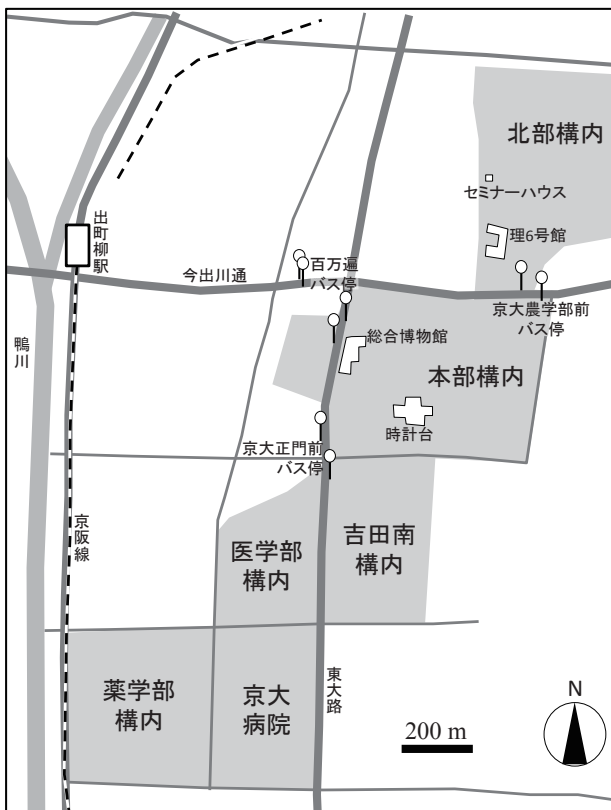 北部構内
セミナーハウス
理6号館
出町柳駅
今出川通
百万遍
バス停
京大農学部前
バス停
鴨川
総合博物館
本部構内
時計台
京大正門前
バス停
京阪線
医学部
構内
吉田南
構内
薬学部
構内
京大
病院
東大路
200 m
N